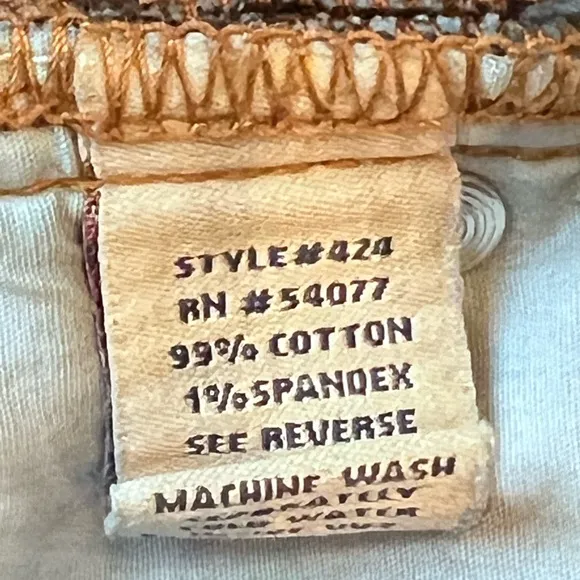 STYLE#424
RN #54077
99% COTTON
1% SPANDEX
SEE REVERSE
MACHINE WASH